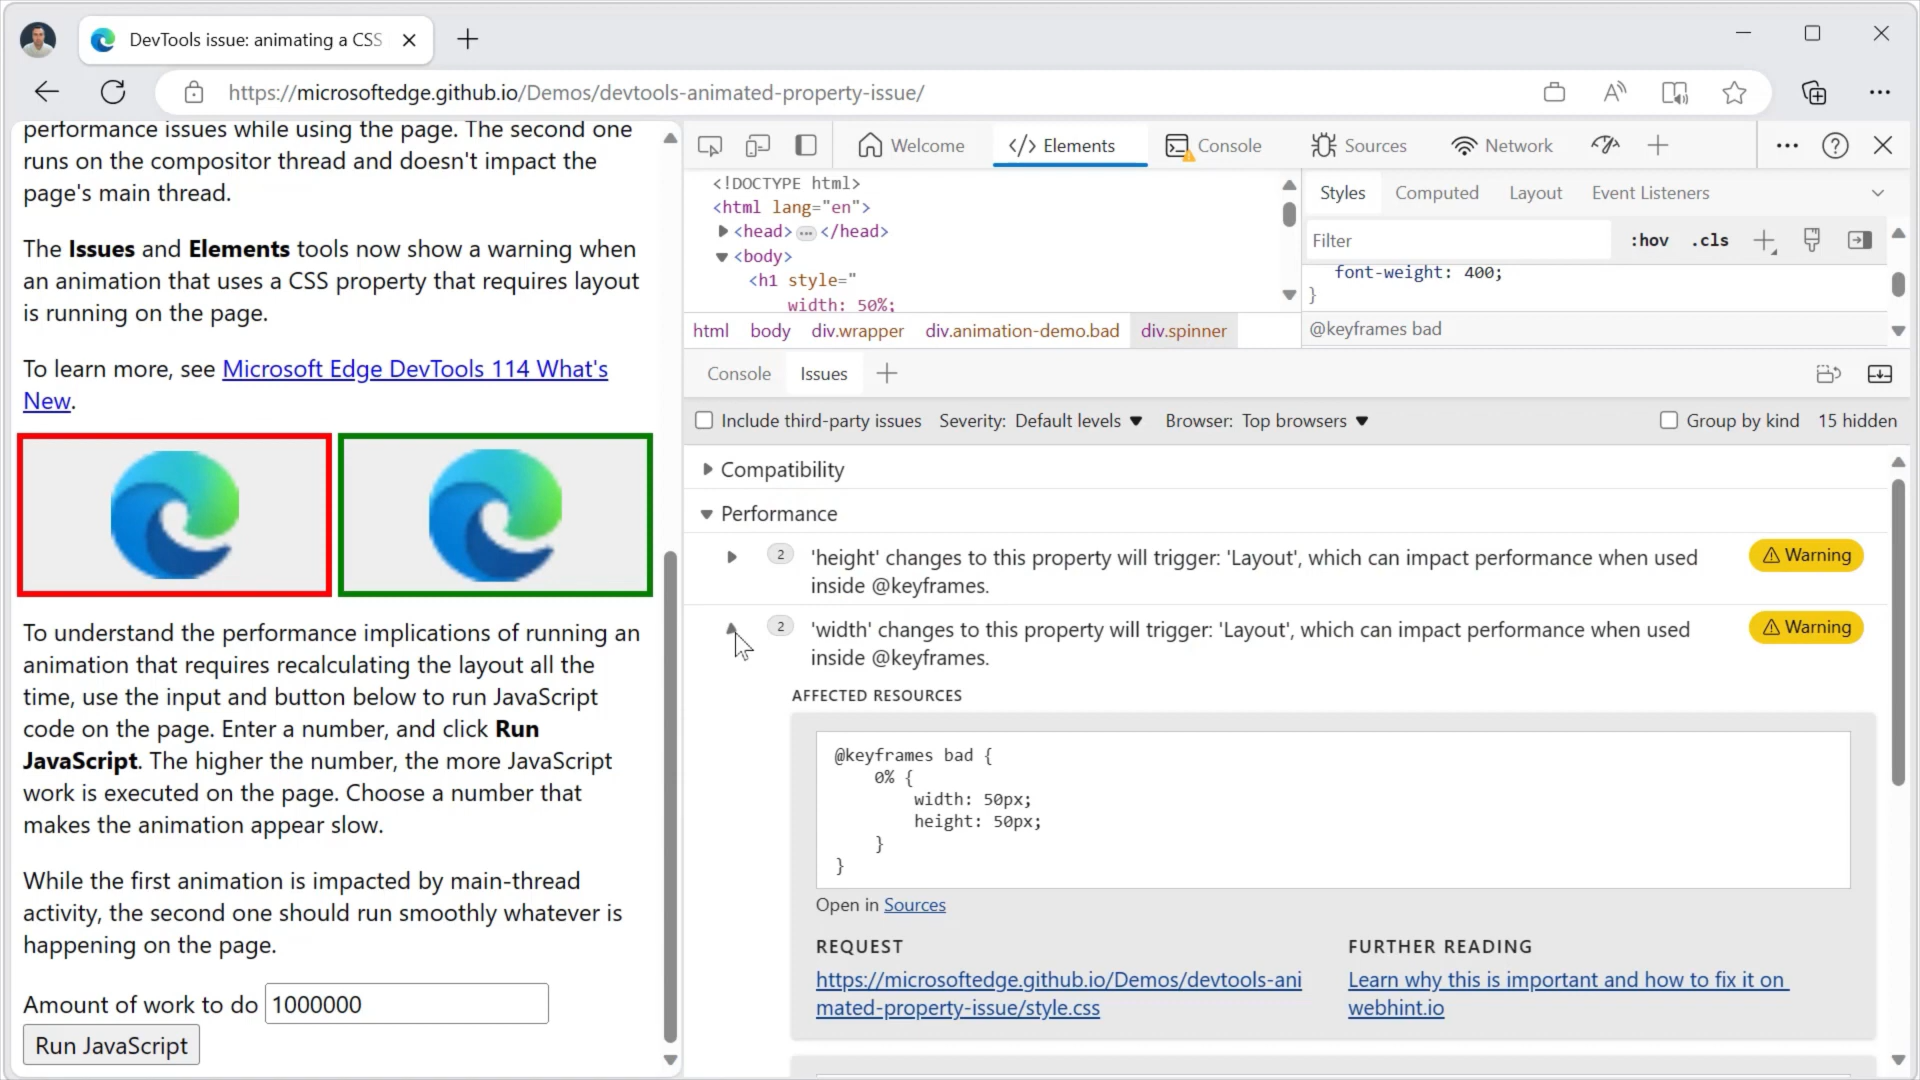 DevTools issue: animating a CSS
https://microsoftedge.github.io/Demos/devtools-animated-property-issue/
performance issues while using the page. The second one
runs on the compositor thread and doesn't impact the
page's main thread.
The Issues and Elements tools now show a warning when
an animation that uses a CSS property that requires layout
is running on the page.
To learn more, see Microsoft Edge DevTools 114 What's
New.
To understand the performance implications of running an
animation that requires recalculating the layout all the
time, use the input and button below to run JavaScript
code on the page. Enter a number, and click Run
JavaScript. The higher the number, the more JavaScript
work is executed on the page. Choose a number that
makes the animation appear slow.
While the first animation is impacted by main-thread
activity, the second one should run smoothly whatever is
happening on the page.
Amount of work to do 1000000
Run JavaScript
Welcome
</> Elements
Console
Sources
Network
<!DOCTYPE html>
<html lang="en">
<head> ... </head>
<body>
<h1 style="
width: 50%;
html body div.wrapper div.animation-demo.bad div.spinner
Styles Computed Layout Event Listeners
Filter :hov .cls
font-weight: 400;
}
@keyframes bad
Console Issues
Include third-party issues Severity: Default levels Browser: Top browsers Group by kind 15 hidden
Compatibility
Performance
2 'height' changes to this property will trigger: 'Layout', which can impact performance when used Warning
inside @keyframes.
2 'width' changes to this property will trigger: 'Layout', which can impact performance when used Warning
inside @keyframes.
AFFECTED RESOURCES
@keyframes bad {
0% {
width: 50px;
height: 50px;
}
}
Open in Sources
REQUEST
https://microsoftedge.github.io/Demos/devtools-ani
mated-property-issue/style.css
FURTHER READING
Learn why this is important and how to fix it on
webhint.io